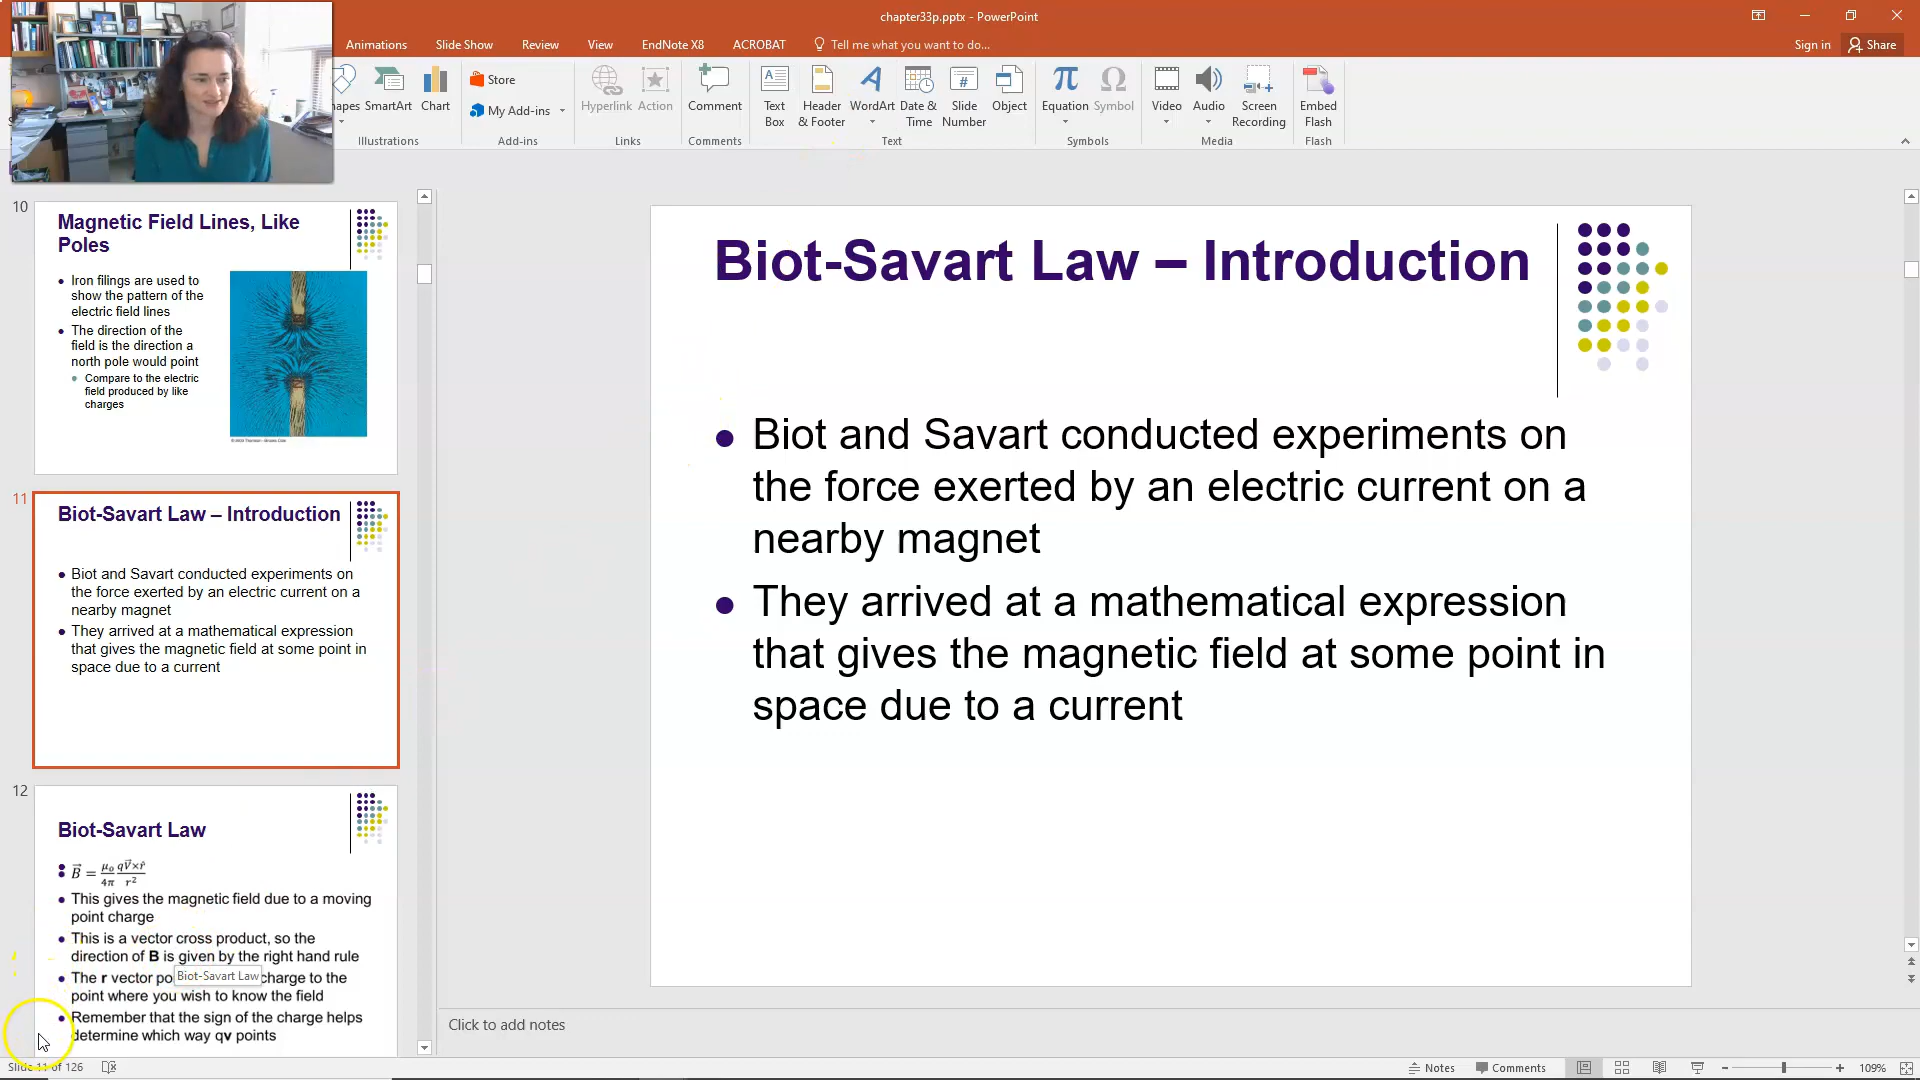 chapter33p.pptx - PowerPoint
Animations
Slide Show
Review
View
EndNote X8
ACROBAT
Tell me what you want to do...
Sign in
Share
SmartArt
Chart
Illustrations
Store
My Add-ins
Add-ins
Hyperlink
Action
Links
Comment
Comments
Text
Box
Header
& Footer
WordArt
Date &
Time
Slide
Number
Object
Text
Equation
Symbol
Symbols
Video
Audio
Screen
Recording
Media
Embed
Flash
Flash
10
Magnetic Field Lines, Like
Poles
Iron filings are used to
show the pattern of the
electric field lines
The direction of the
field is the direction a
north pole would point
Compare to the electric
field produced by like
charges
11
Biot-Savart Law – Introduction
Biot and Savart conducted experiments on
the force exerted by an electric current on a
nearby magnet
They arrived at a mathematical expression
that gives the magnetic field at some point in
space due to a current
12
Biot-Savart Law
B⃗ = μ₀/4π qv⃗×r̂/r²
This gives the magnetic field due to a moving
point charge
This is a vector cross product, so the
direction of B is given by the right hand rule
The r vector charge to the
Biot-Savart Law
point where you wish to know the field
Remember that the sign of the charge helps
determine which way qv points
Biot-Savart Law – Introduction
Biot and Savart conducted experiments on
the force exerted by an electric current on a
nearby magnet
They arrived at a mathematical expression
that gives the magnetic field at some point in
space due to a current
Click to add notes
Slide 11 of 126
Notes
Comments
109%